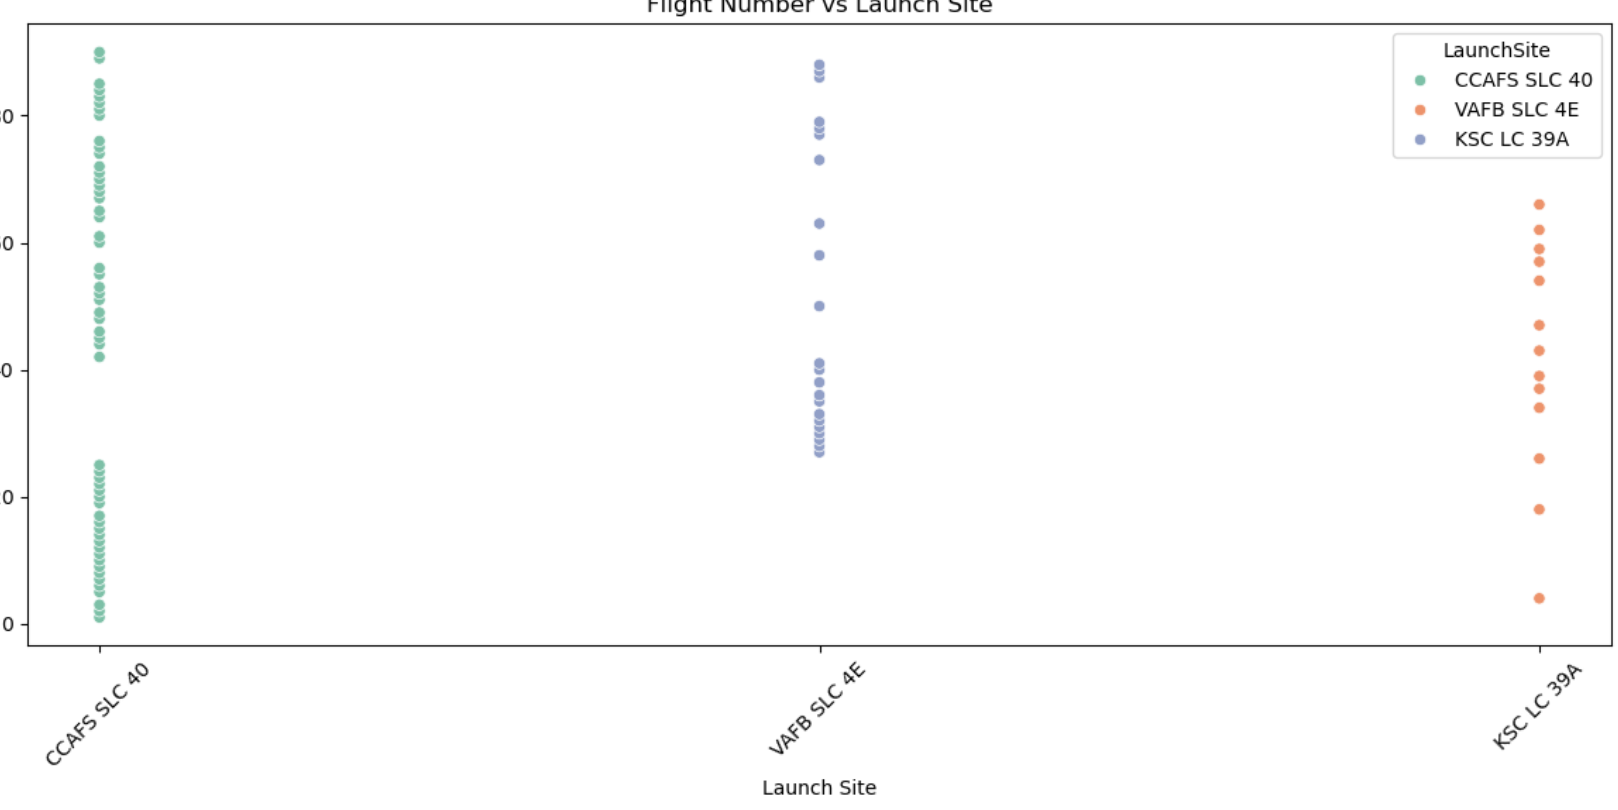 Flight Number vs Launch Site
LaunchSite
CCAFS SLC 40
VAFB SLC 4E
KSC LC 39A
0
CCAFS SLC 40
VAFB SLC 4E
KSC LC 39A
Launch Site